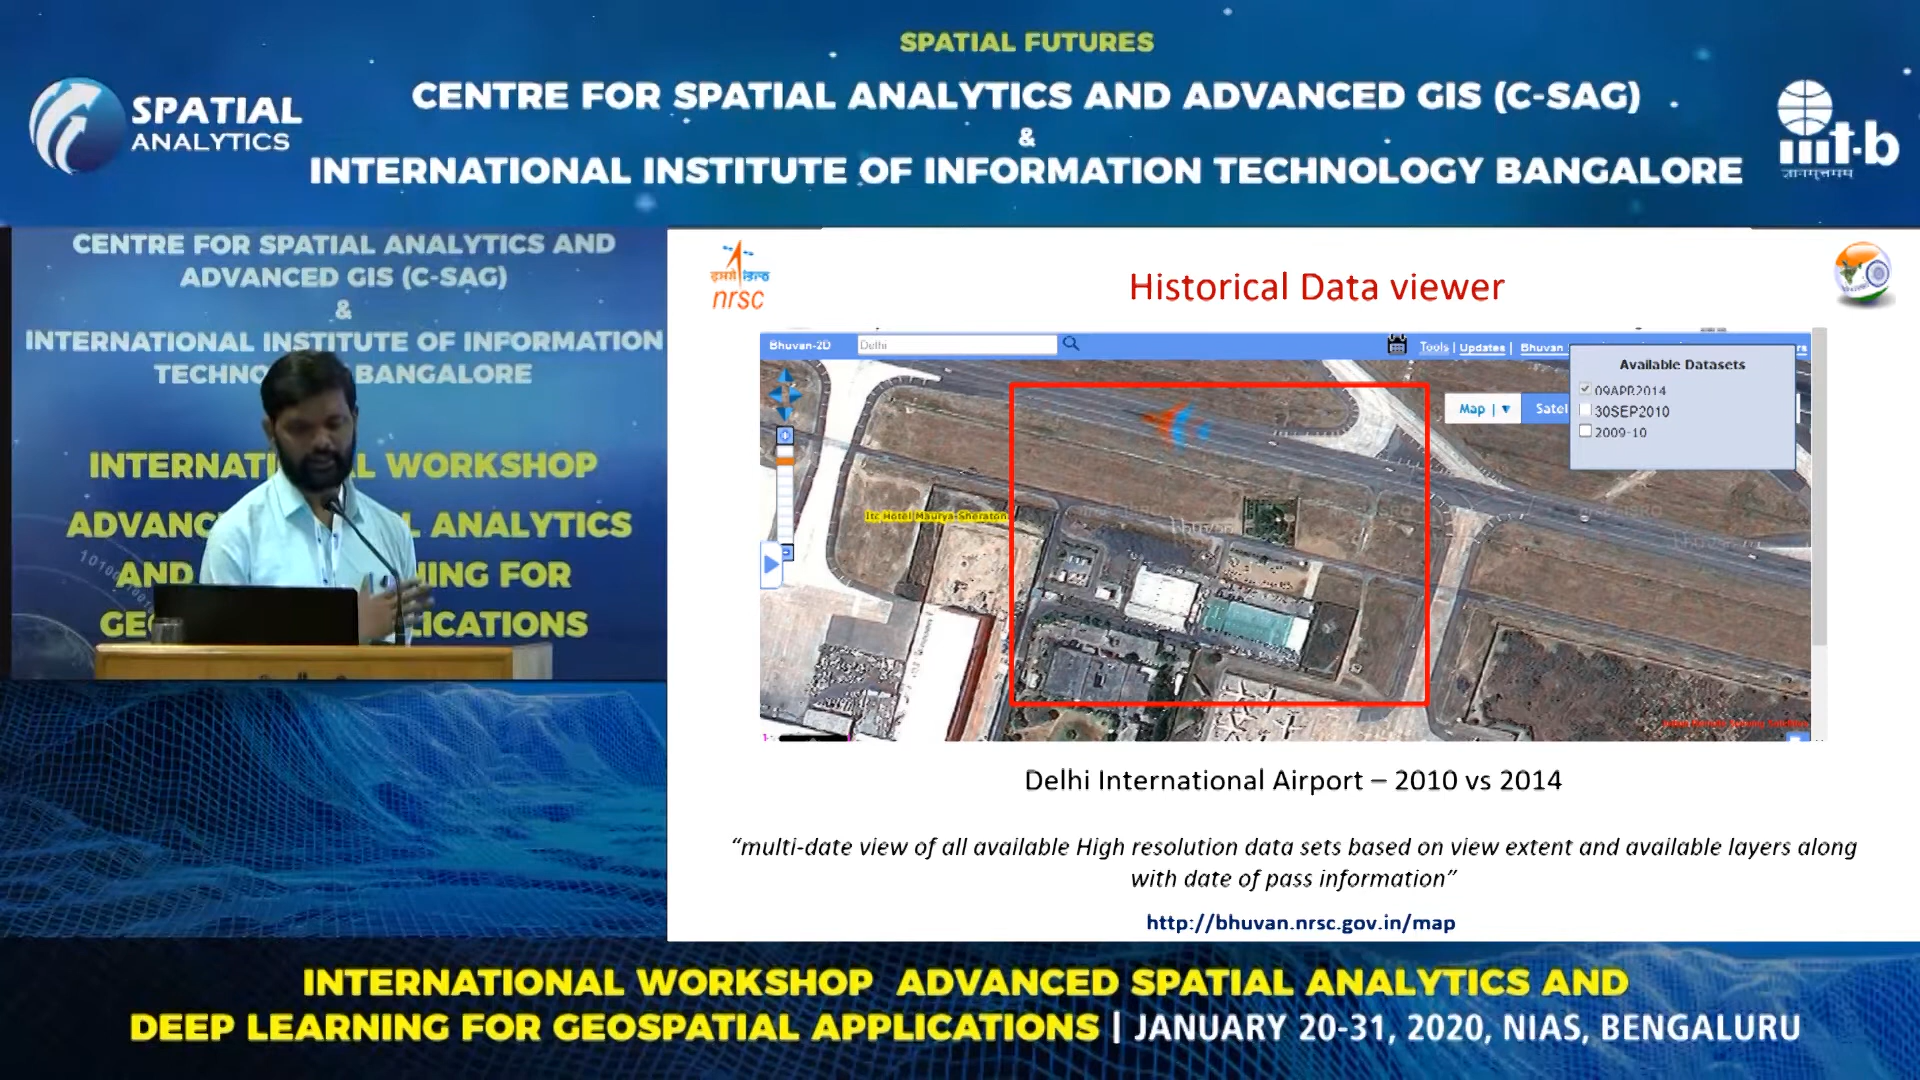 SPATIAL FUTURES
CENTRE FOR SPATIAL ANALYTICS AND ADVANCED GIS (C-SAG)
&
INTERNATIONAL INSTITUTE OF INFORMATION TECHNOLOGY BANGALORE
SPATIAL
ANALYTICS
iiit-b
ज्ञानमुत्तमम्
CENTRE FOR SPATIAL ANALYTICS AND
ADVANCED GIS (C-SAG)
&
INTERNATIONAL INSTITUTE OF INFORMATION
BANGALORE
WORKSHOP
ANALYTICS
AND
FOR
nrsc
Historical Data viewer
Bhuvan-2D
Delhi
Tools | Updates | Bhuvan
Available Datasets
09APR2014
30SEP2010
2009-10
Map | ▼
Itc Hotel Maurya-Sheraton
Bhuvan
Delhi International Airport – 2010 vs 2014
“multi-date view of all available High resolution data sets based on view extent and available layers along
with date of pass information”
http://bhuvan.nrsc.gov.in/map
INTERNATIONAL WORKSHOP ADVANCED SPATIAL ANALYTICS AND
DEEP LEARNING FOR GEOSPATIAL APPLICATIONS | JANUARY 20-31, 2020, NIAS, BENGALURU